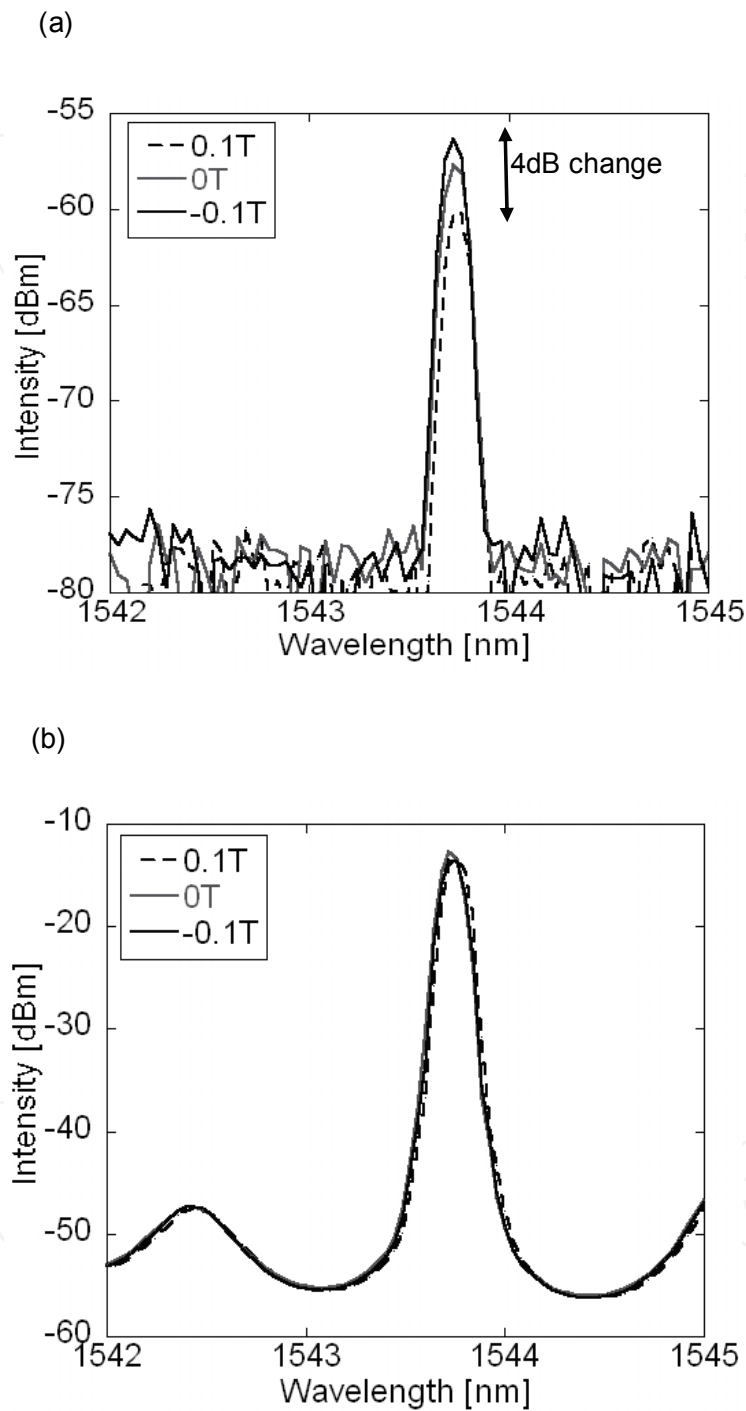 (a)
-55
-60
-65
-70
-75
-80
Intensity [dBm]
0.1T
0T
-0.1T
4dB change
1542
1543
1544
1545
Wavelength [nm]
(b)
-10
-20
-30
-40
-50
-60
Intensity [dBm]
0.1T
0T
-0.1T
1542
1543
1544
1545
Wavelength [nm]